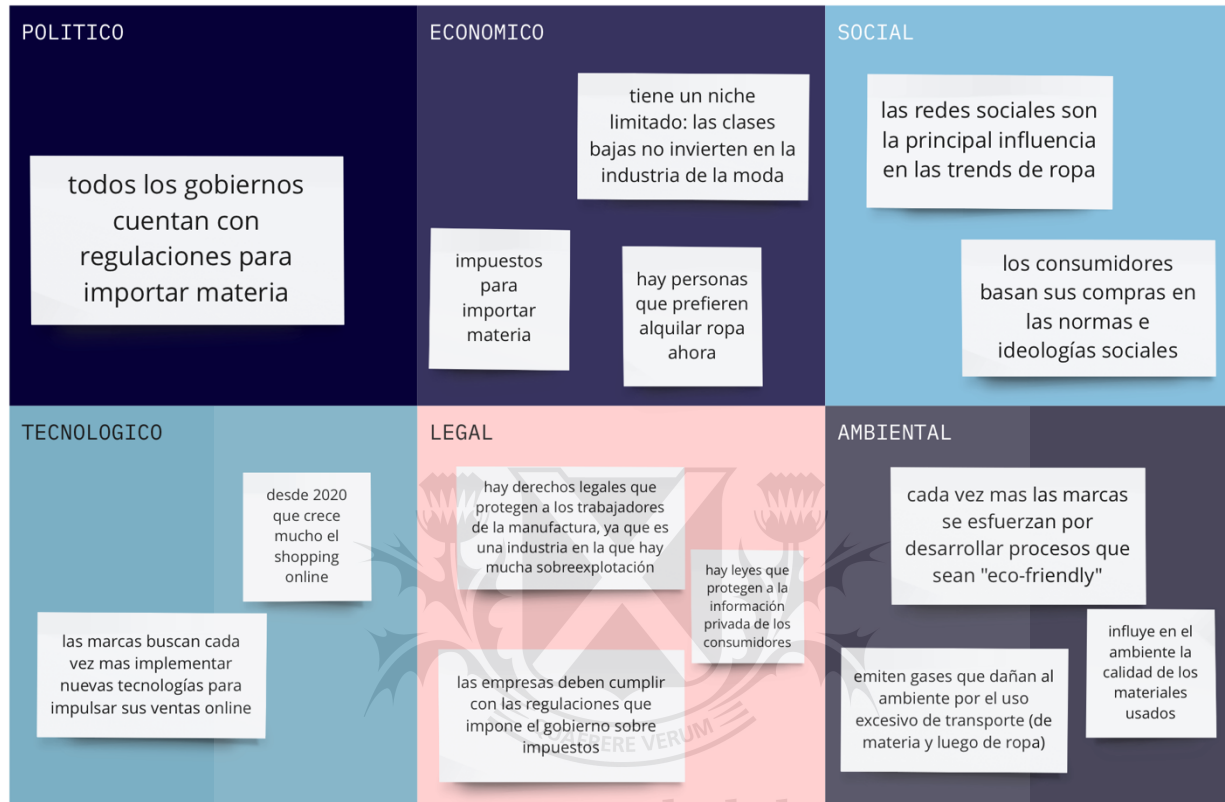 POLITICO
todos los gobiernos
cuentan con
regulaciones para
importar materia
ECONOMICO
tiene un niche
limitado: las clases
bajas no invierten en la
industria de la moda
impuestos
para
importar
materia
hay personas
que prefieren
alquilar ropa
ahora
SOCIAL
las redes sociales son
la principal influencia
en las trends de ropa
los consumidores
basan sus compras en
las normas e
ideologías sociales
TECNOLOGICO
desde 2020
que crece
mucho el
shopping
online
las marcas buscan cada
vez mas implementar
nuevas tecnologías para
impulsar sus ventas online
LEGAL
hay derechos legales que
protegen a los trabajadores
de la manufactura, ya que es
una industria en la que hay
mucha sobreexplotación
hay leyes que
protegen a la
información
privada de los
consumidores
las empresas deben cumplir
con las regulaciones que
impone el gobierno sobre
impuestos
QUAERERE VERUM
AMBIENTAL
cada vez mas las marcas
se esfuerzan por
desarrollar procesos que
sean "eco-friendly"
influye en el
ambiente la
calidad de los
materiales
usados
emiten gases que dañan al
ambiente por el uso
excesivo de transporte (de
materia y luego de ropa)